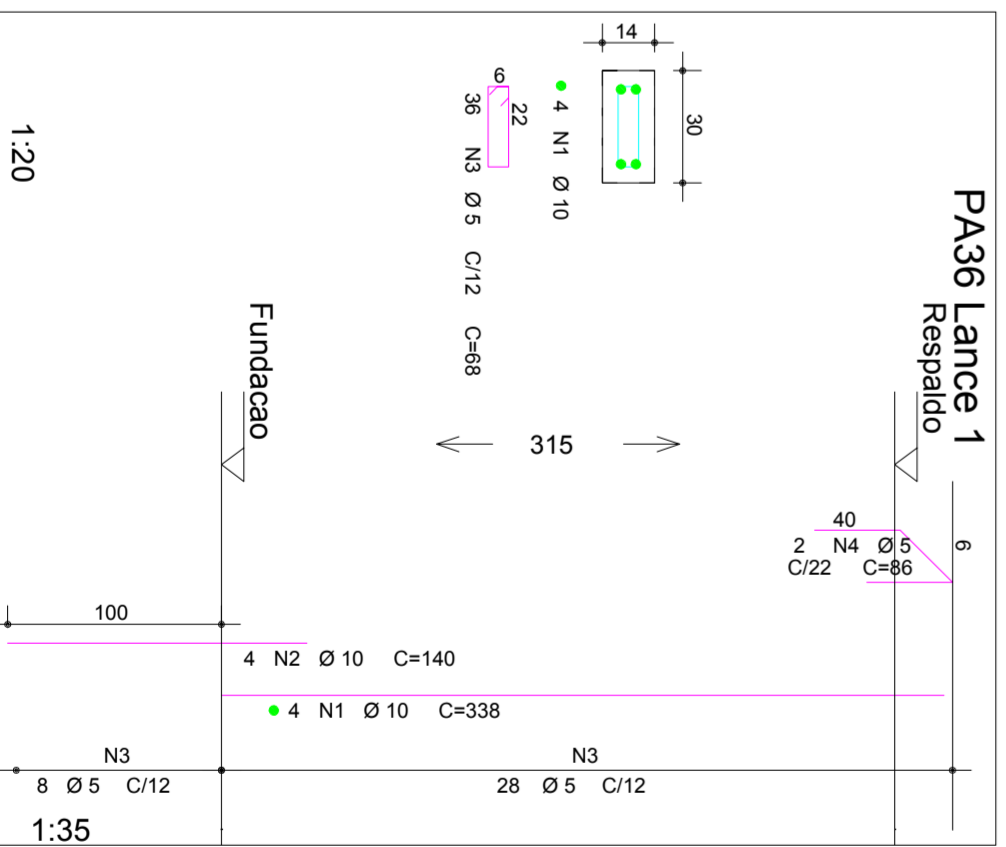 PA36 Lance 1
Respaldo
14
30
4 N1 Ø 10
6
22
36 N3 Ø 5 C/12 C=68
1:20
Fundacao
315
40
6
2 N4 Ø 5
C/22 C=86
100
4 N2 Ø 10 C=140
4 N1 Ø 10 C=338
N3
8 Ø 5 C/12
N3
28 Ø 5 C/12
1:35